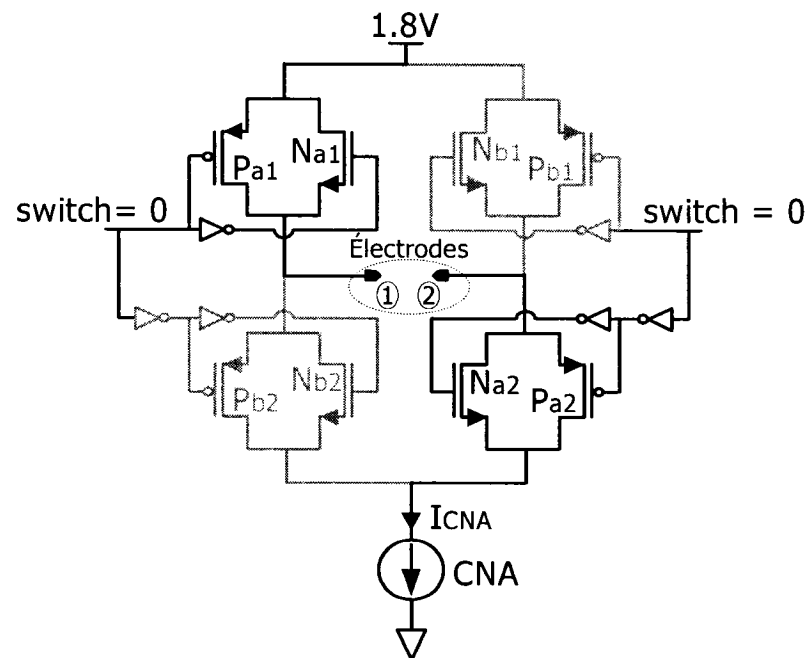 1.8V
Pa1
Na1
Nb1
Pb1
switch= 0
switch = 0
Électrodes
1
2
Pb2
Nb2
Na2
Pa2
ICNA
CNA